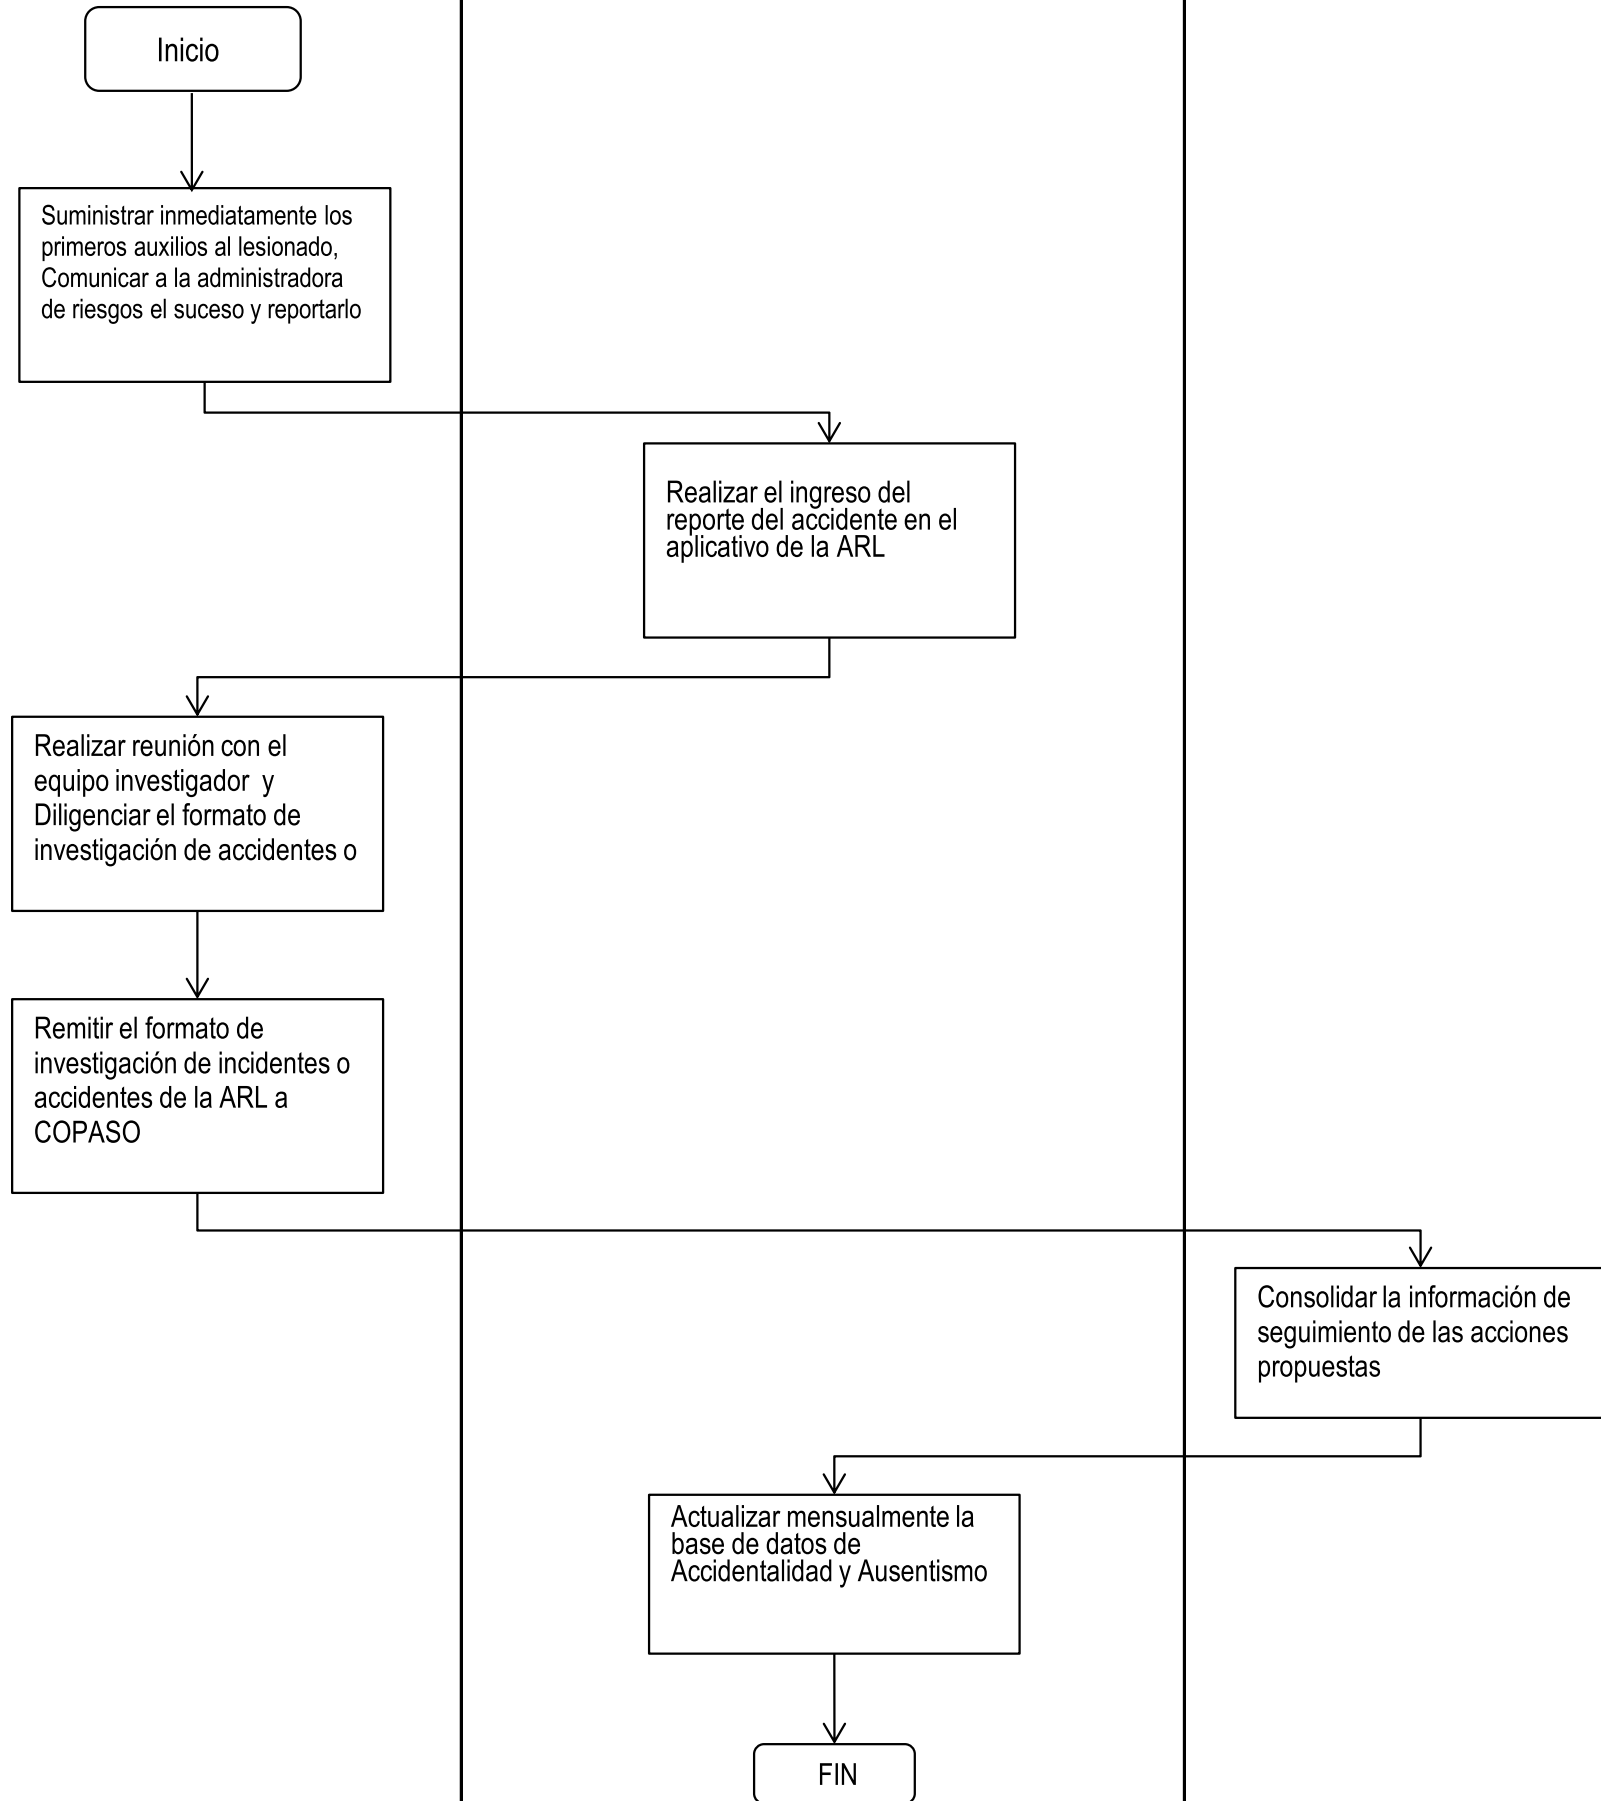 Inicio
Suministrar inmediatamente los
primeros auxilios al lesionado,
Comunicar a la administradora
de riesgos el suceso y reportarlo
Realizar el ingreso del
reporte del accidente en el
aplicativo de la ARL
Realizar reunión con el
equipo investigador y
Diligenciar el formato de
investigación de accidentes o
Remitir el formato de
investigación de incidentes o
accidentes de la ARL a
COPASO
Consolidar la información de
seguimiento de las acciones
propuestas
Actualizar mensualmente la
base de datos de
Accidentalidad y Ausentismo
FIN